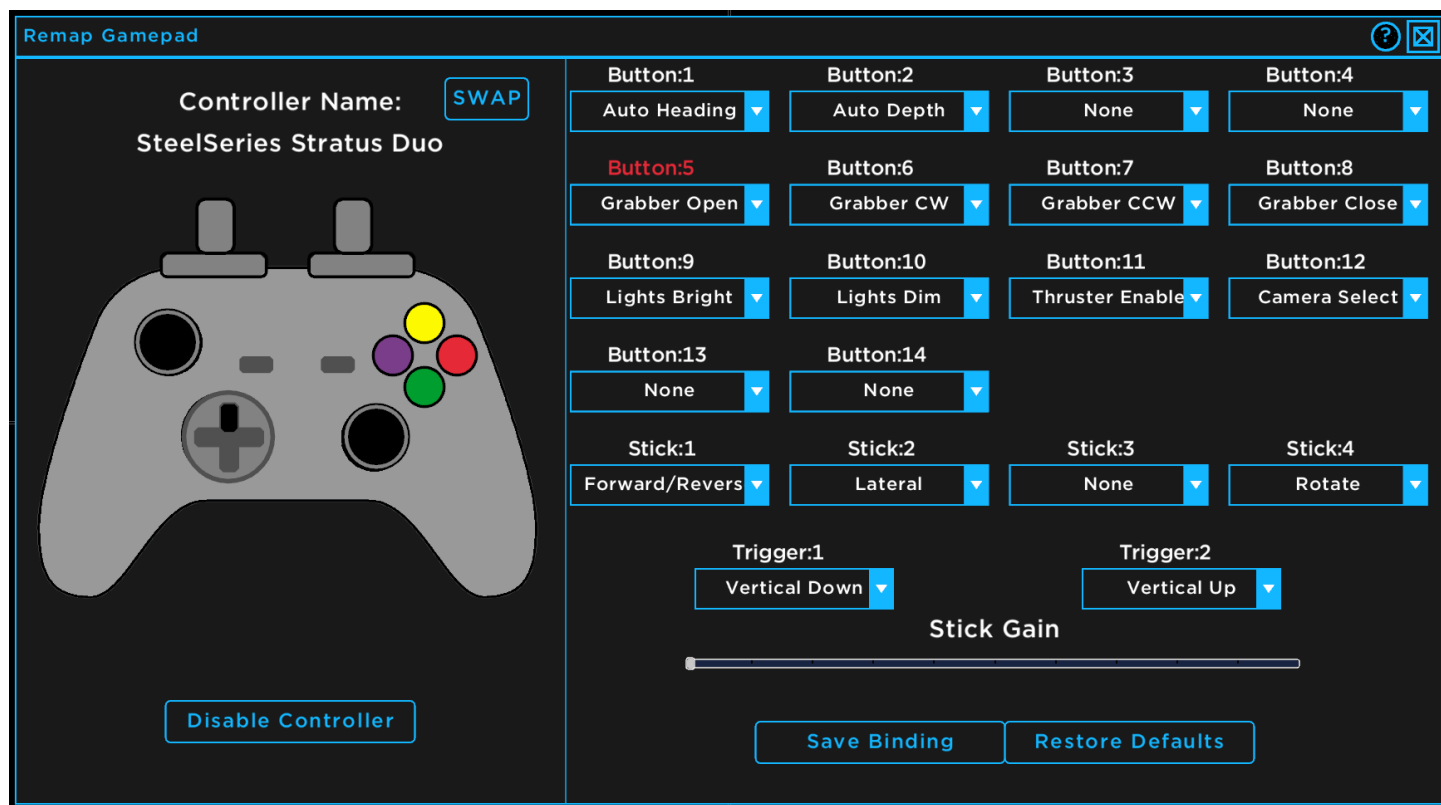 Remap Gamepad
?
Controller Name:
SWAP
SteelSeries Stratus Duo
Disable Controller
Button:1 Button:2 Button:3 Button:4
Auto Heading Auto Depth None None
Button:5 Button:6 Button:7 Button:8
Grabber Open Grabber CW Grabber CCW Grabber Close
Button:9 Button:10 Button:11 Button:12
Lights Bright Lights Dim Thruster Enable Camera Select
Button:13 Button:14
None None
Stick:1 Stick:2 Stick:3 Stick:4
Forward/Revers Lateral None Rotate
Trigger:1 Trigger:2
Vertical Down Vertical Up
Stick Gain
Save Binding Restore Defaults